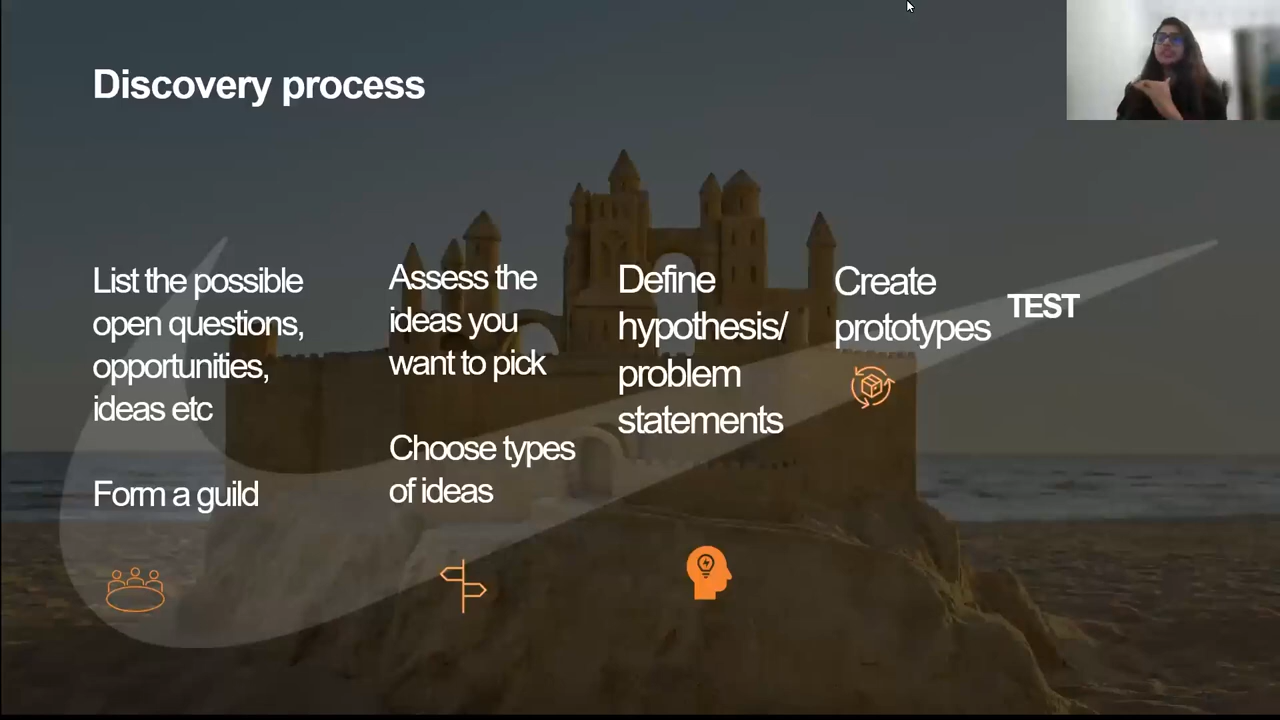 Discovery process
List the possible
open questions,
opportunities,
ideas etc
Form a guild
Assess the
ideas you
want to pick
Choose types
of ideas
Define
hypothesis/
problem
statements
Create
prototypes
TEST